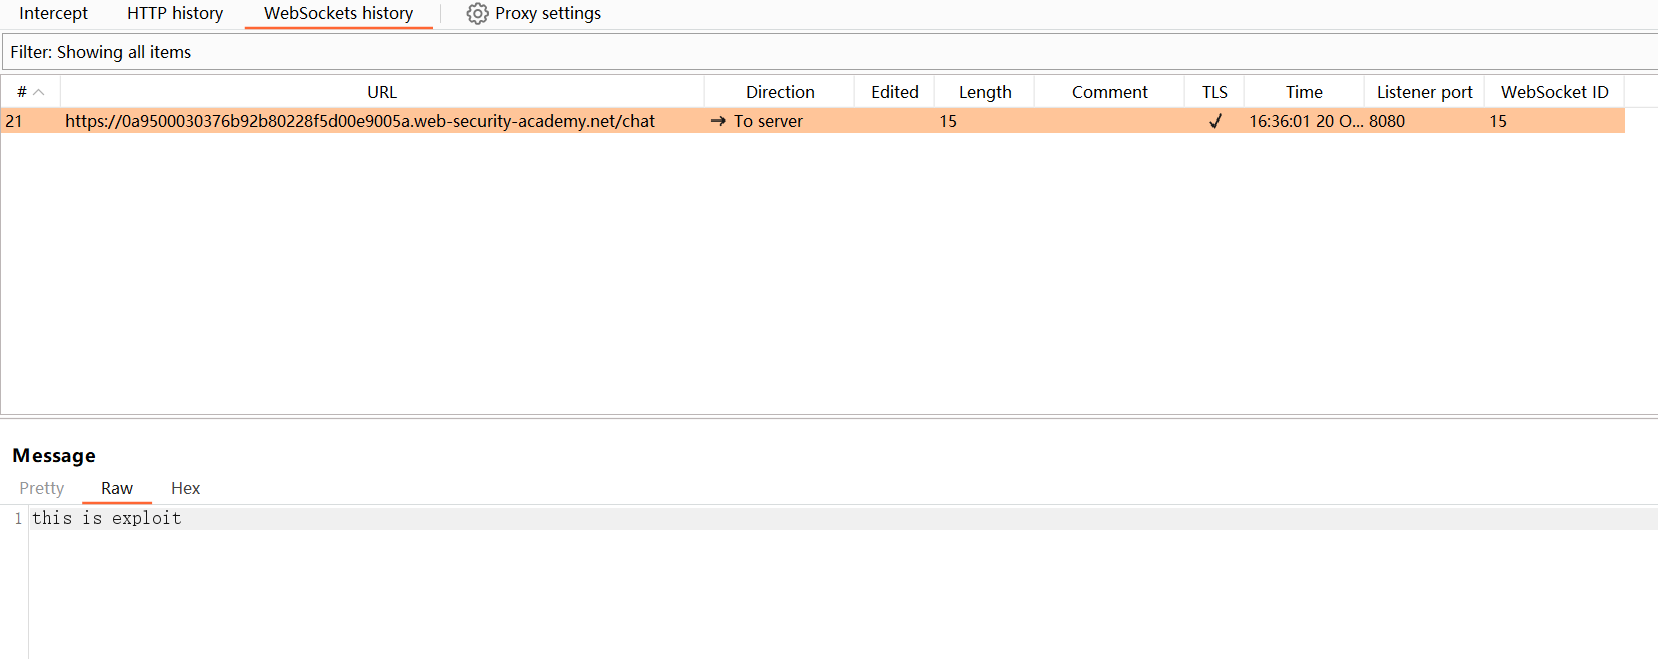 Intercept HTTP history WebSockets history Proxy settings
Filter: Showing all items
# URL Direction Edited Length Comment TLS Time Listener port WebSocket ID
21 https://0a9500030376b92b80228f5d00e9005a.web-security-academy.net/chat → To server 15 ✓ 16:36:01 20 O... 8080 15
Message
Pretty Raw Hex
1 this is exploit